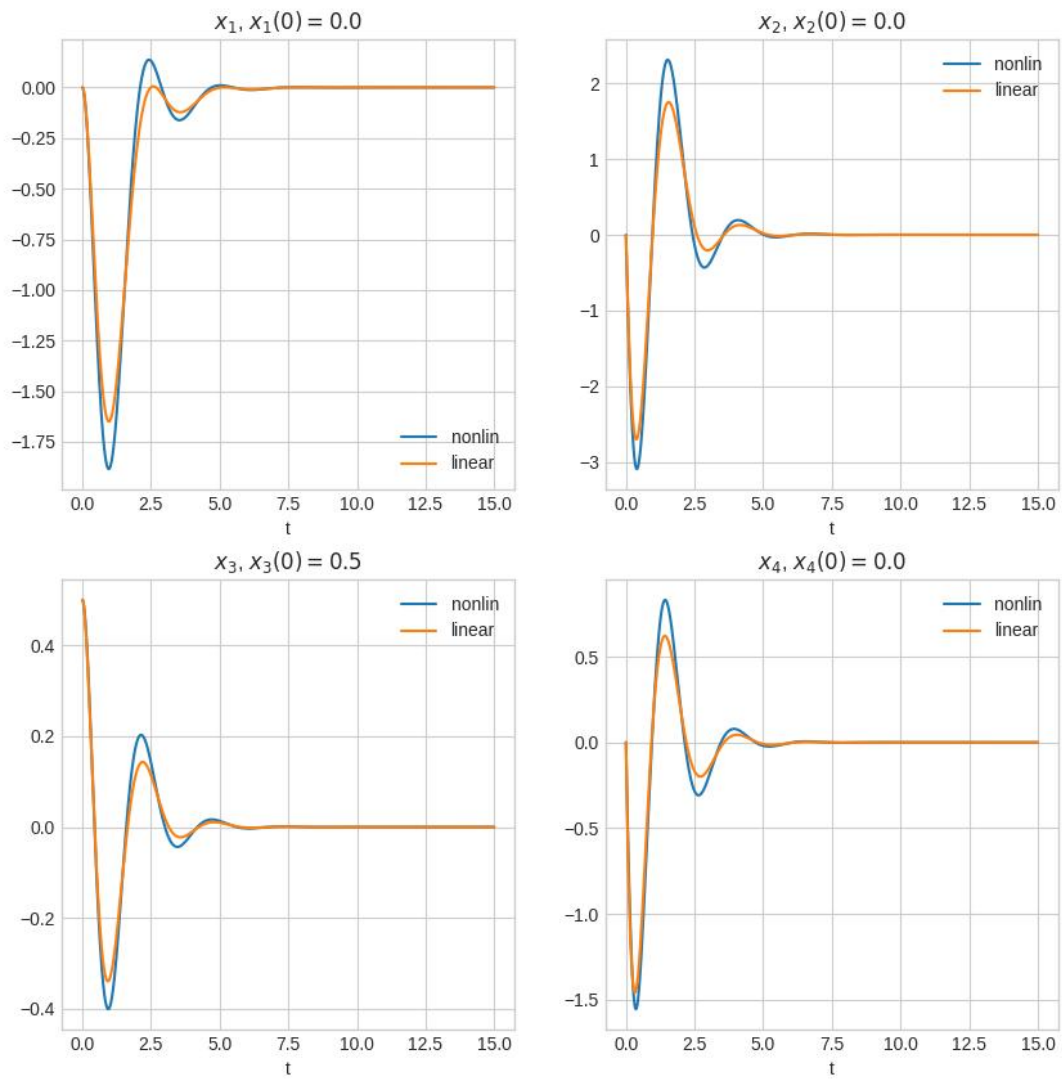 x₁, x₁(0) = 0.0
0.00
−0.25
−0.50
−0.75
−1.00
−1.25
−1.50
−1.75
nonlin
linear
0.0 2.5 5.0 7.5 10.0 12.5 15.0
t
x₂, x₂(0) = 0.0
2
1
0
−1
−2
−3
nonlin
linear
0.0 2.5 5.0 7.5 10.0 12.5 15.0
t
x₃, x₃(0) = 0.5
0.4
0.2
0.0
−0.2
−0.4
nonlin
linear
0.0 2.5 5.0 7.5 10.0 12.5 15.0
t
x₄, x₄(0) = 0.0
0.5
0.0
−0.5
−1.0
−1.5
nonlin
linear
0.0 2.5 5.0 7.5 10.0 12.5 15.0
t